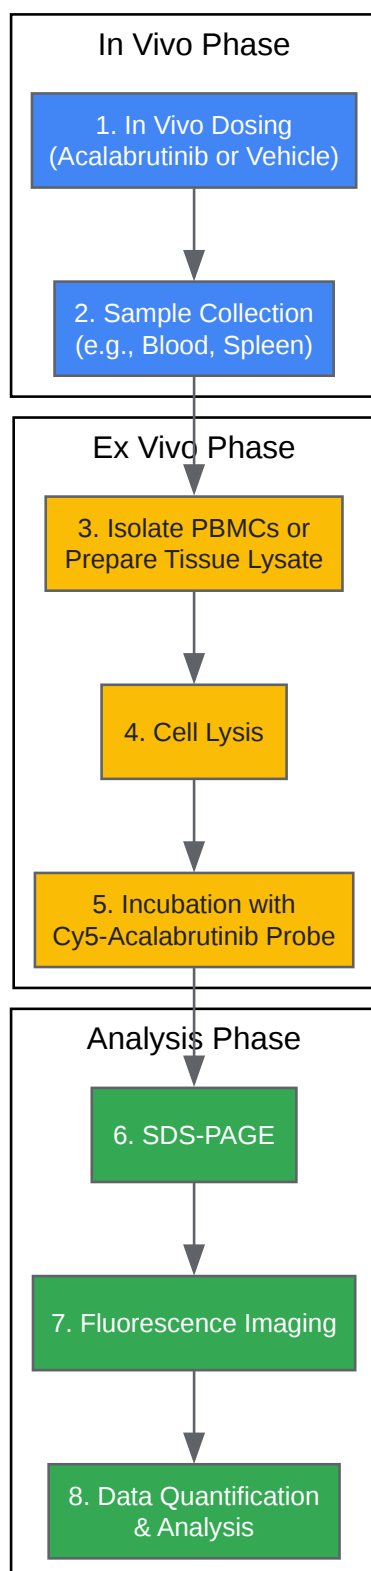 In Vivo Phase
1. In Vivo Dosing
(Acalabrutinib or Vehicle)
2. Sample Collection
(e.g., Blood, Spleen)
Ex Vivo Phase
3. Isolate PBMCs or
Prepare Tissue Lysate
4. Cell Lysis
5. Incubation with
Cy5-Acalabrutinib Probe
Analysis Phase
6. SDS-PAGE
7. Fluorescence Imaging
8. Data Quantification
& Analysis